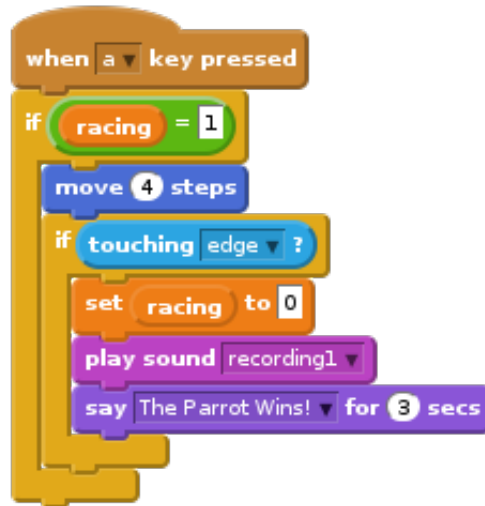 when a key pressed
if racing = 1
move 4 steps
if touching edge ?
set racing to 0
play sound recording1
say The Parrot Wins! for 3 secs